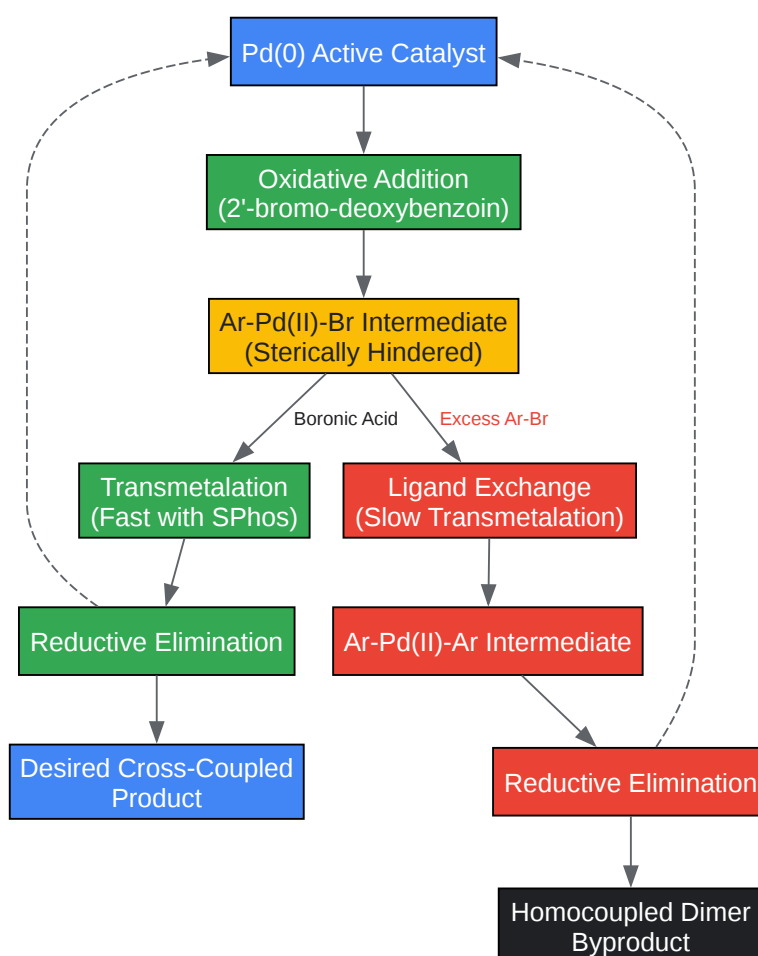 Pd(0) Active Catalyst
Oxidative Addition
(2'-bromo-deoxybenzoin)
Ar-Pd(II)-Br Intermediate
(Sterically Hindered)
Boronic Acid
Excess Ar-Br
Transmetalation
(Fast with SPhos)
Ligand Exchange
(Slow Transmetalation)
Reductive Elimination
Ar-Pd(II)-Ar Intermediate
Desired Cross-Coupled
Product
Reductive Elimination
Homocoupled Dimer
Byproduct